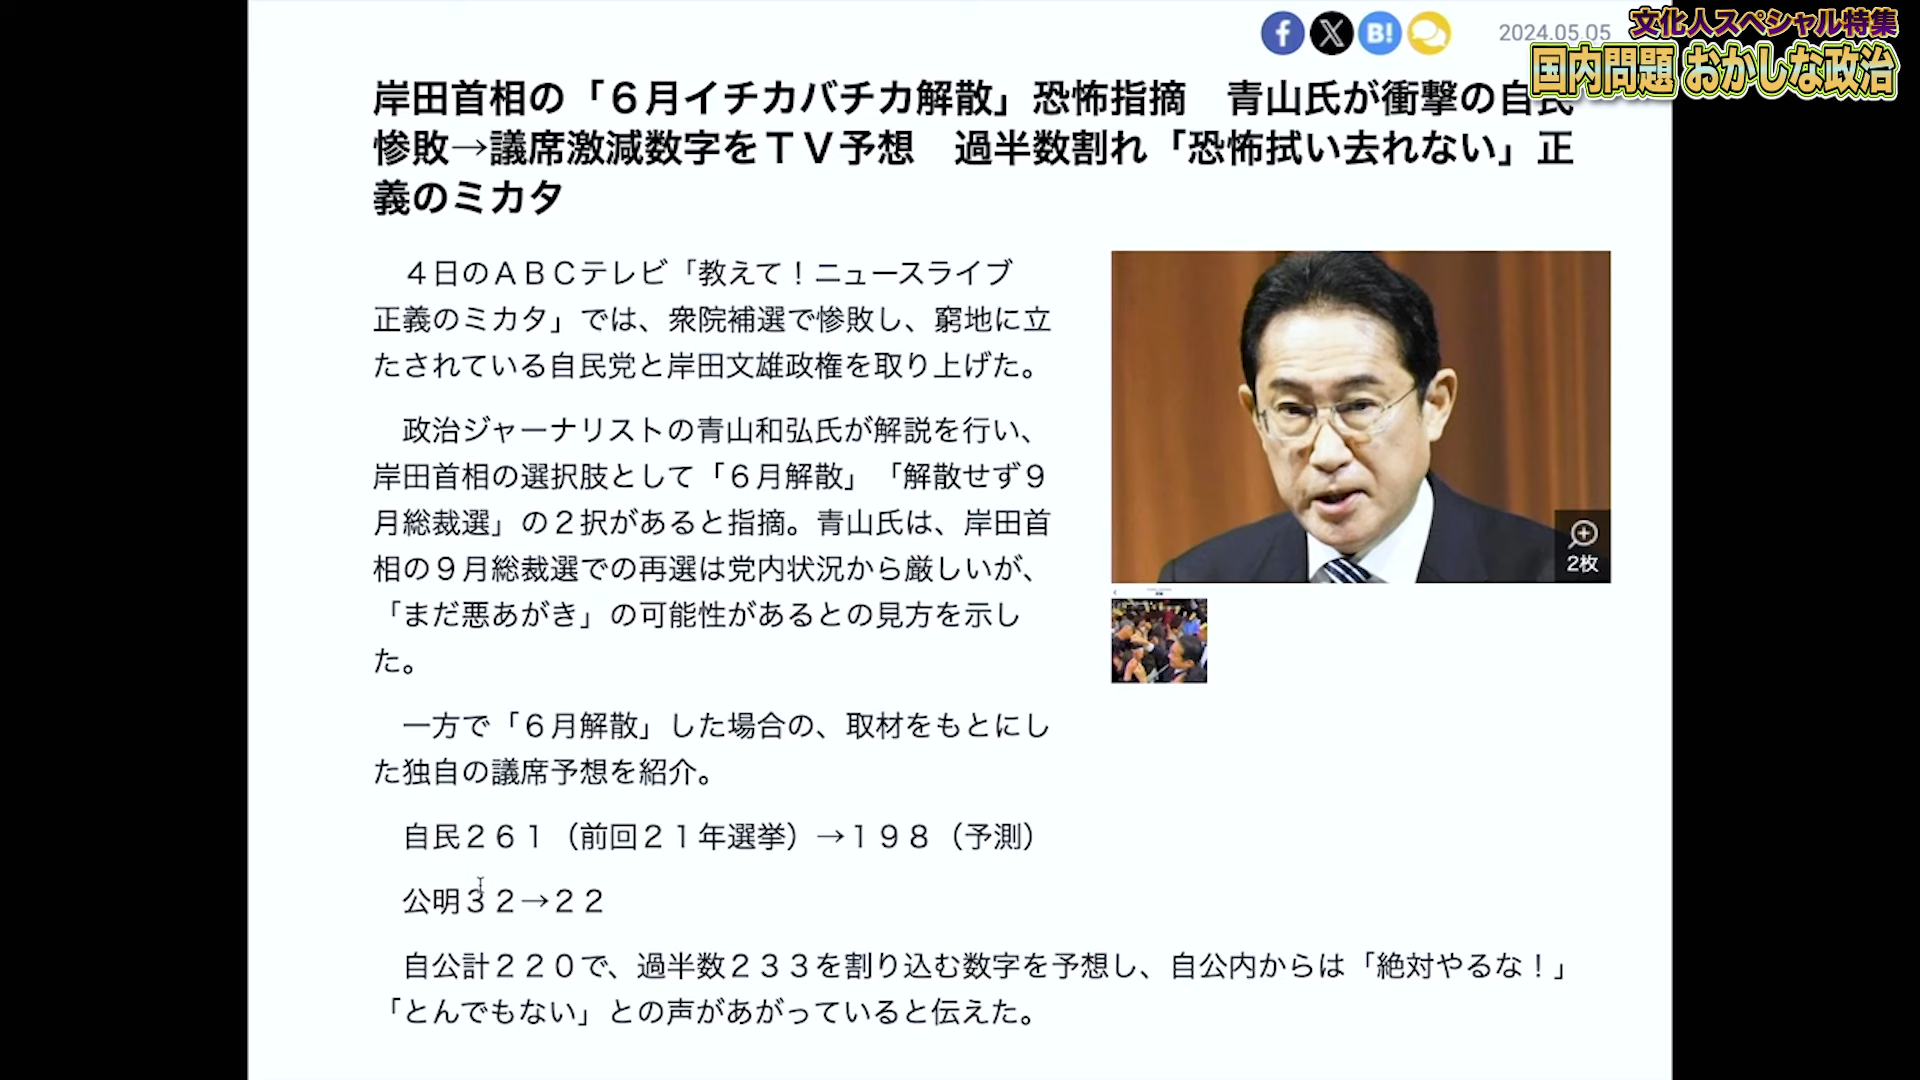 2024.05.05
文化人スペシャル特集
国内問題 おかしな政治
岸田首相の「６月イチカバチカ解散」恐怖指摘　青山氏が衝撃の自民
惨敗→議席激減数字をＴＶ予想　過半数割れ「恐怖拭い去れない」正
義のミカタ
４日のＡＢＣテレビ「教えて！ニュースライブ
正義のミカタ」では、衆院補選で惨敗し、窮地に立
たされている自民党と岸田文雄政権を取り上げた。
政治ジャーナリストの青山和弘氏が解説を行い、
岸田首相の選択肢として「６月解散」「解散せず９
月総裁選」の２択があると指摘。青山氏は、岸田首
相の９月総裁選での再選は党内状況から厳しいが、
「まだ悪あがき」の可能性があるとの見方を示し
た。
一方で「６月解散」した場合の、取材をもとにし
た独自の議席予想を紹介。
自民２６１（前回２１年選挙）→１９８（予測）
公明３２→２２
自公計２２０で、過半数２３３を割り込む数字を予想し、自公内からは「絶対やるな！」
「とんでもない」との声があがっていると伝えた。
2枚
B!